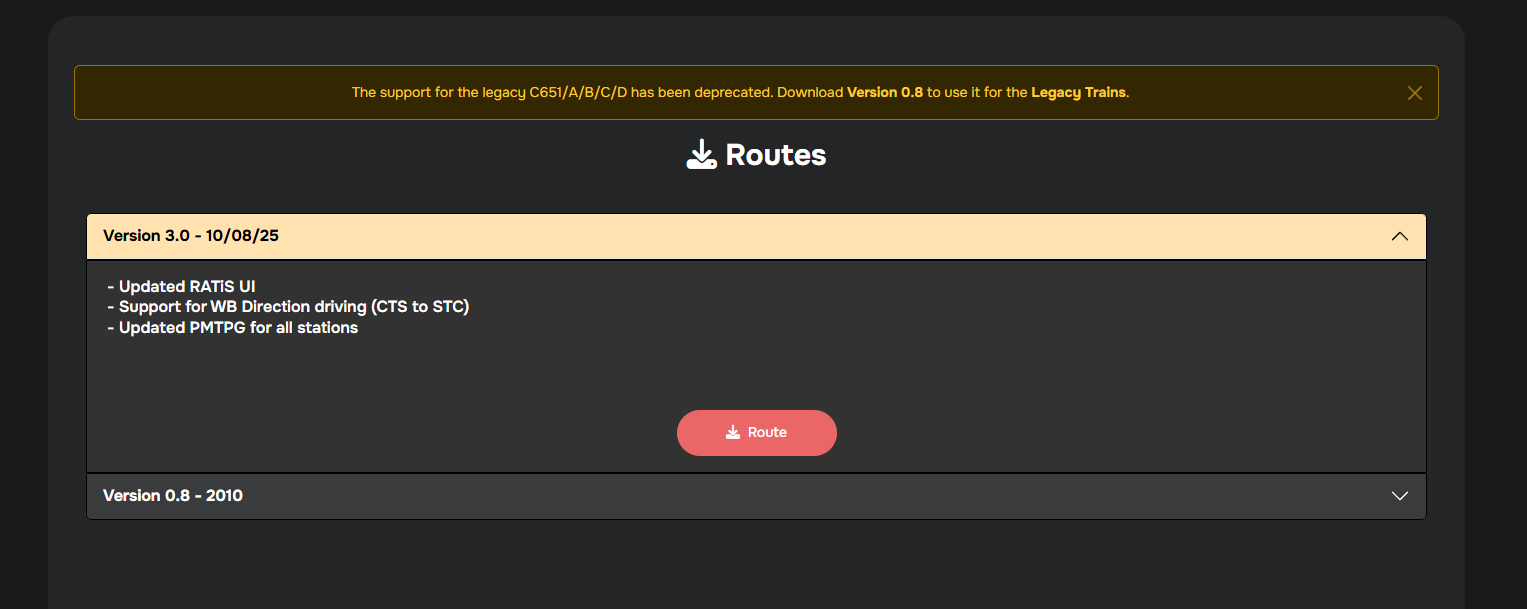 The support for the legacy C651/A/B/C/D has been deprecated. Download Version 0.8 to use it for the Legacy Trains.
Routes
Version 3.0 - 10/08/25
- Updated RATiS UI
- Support for WB Direction driving (CTS to STC)
- Updated PMTPG for all stations
Route
Version 0.8 - 2010